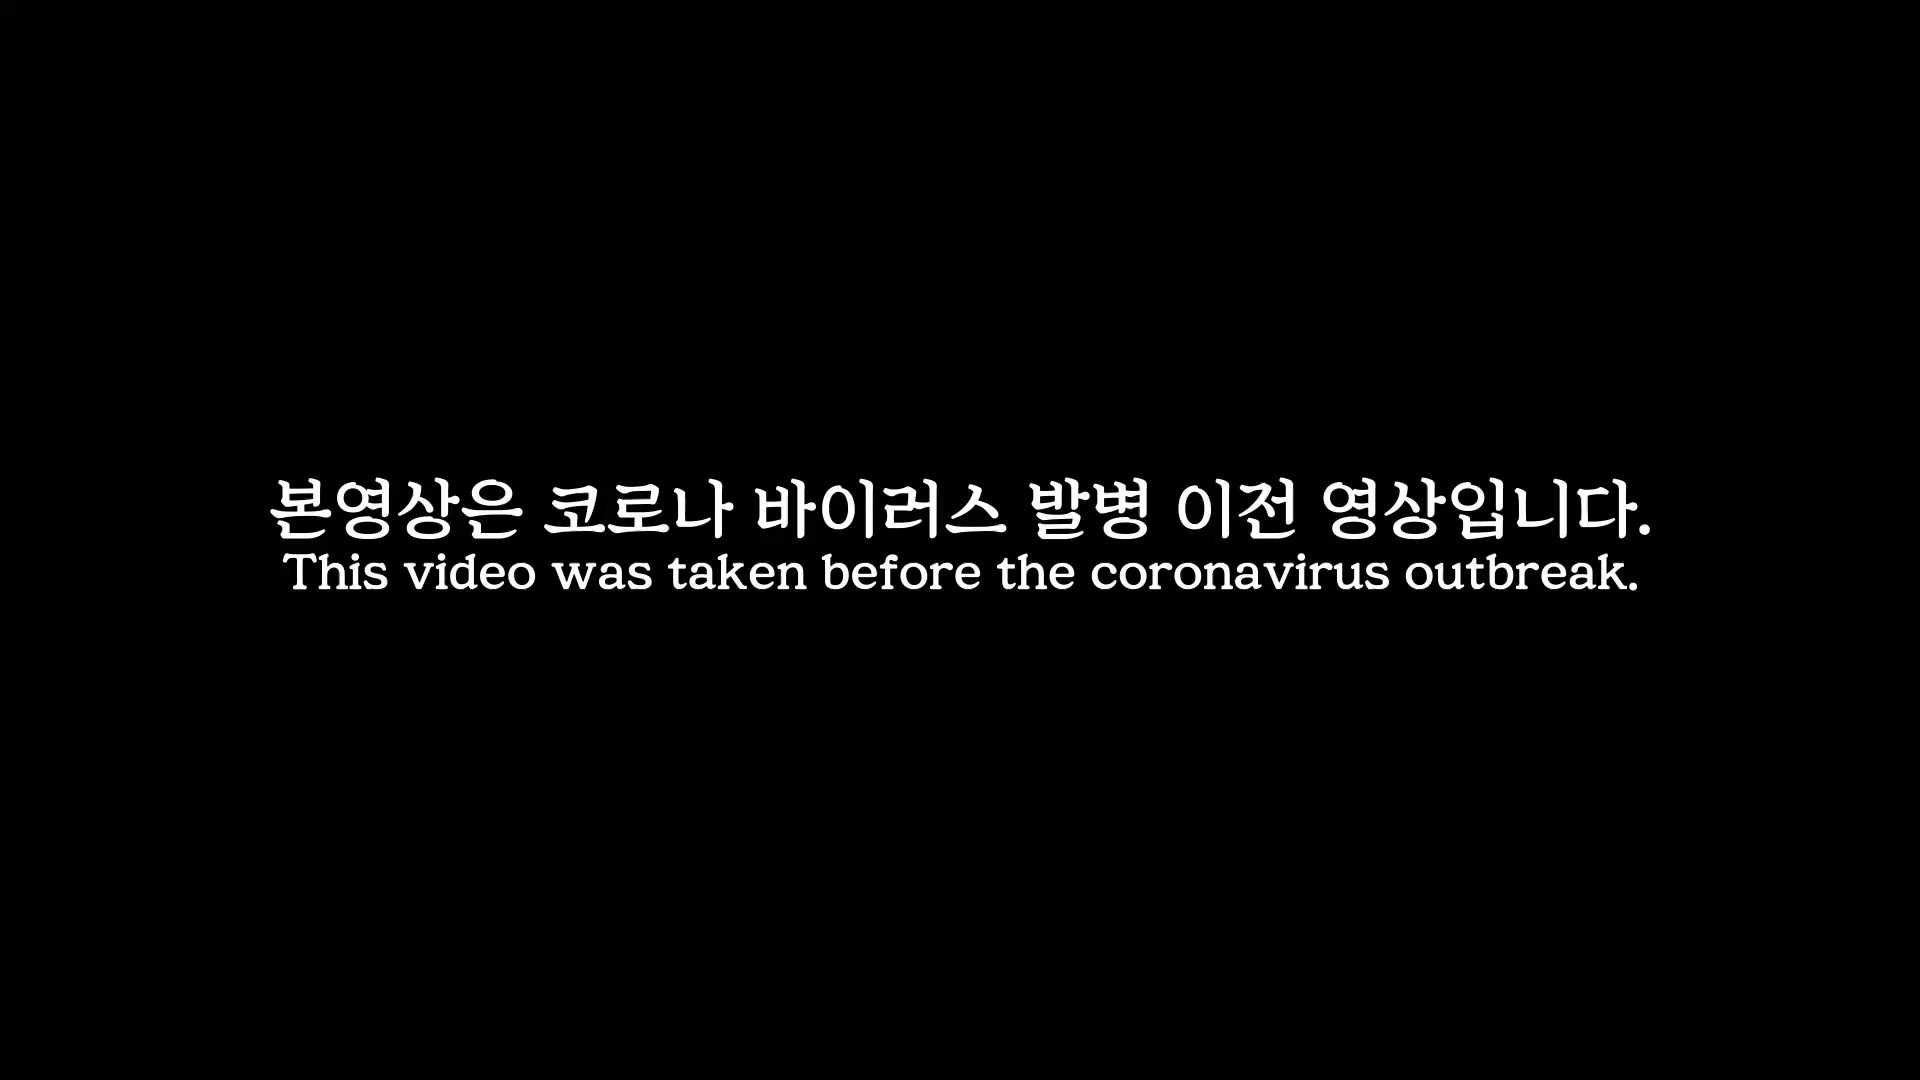 본영상은 코로나 바이러스 발병 이전 영상입니다.
This video was taken before the coronavirus outbreak.